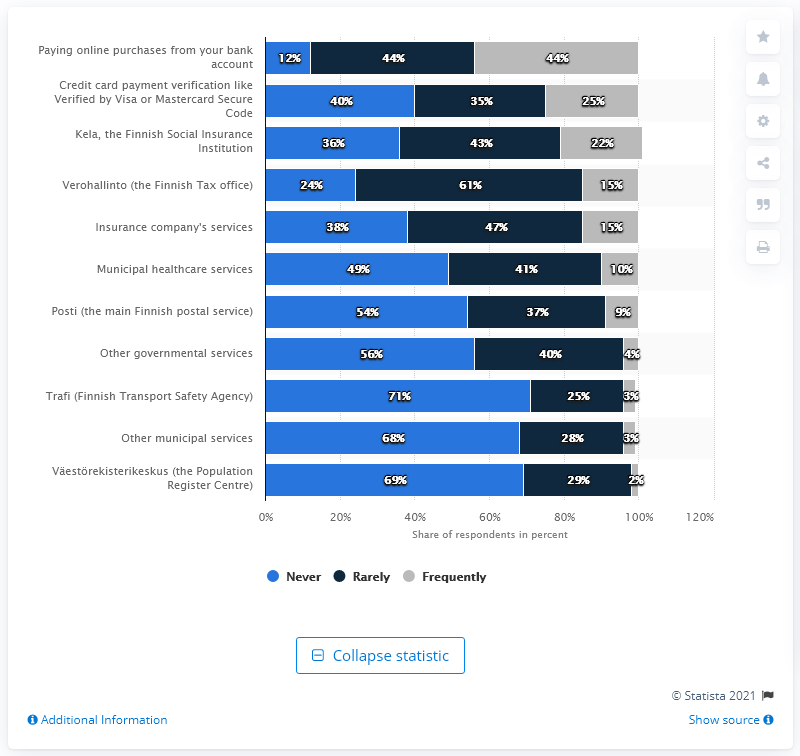 Paying online purchases from your bank
account
12% 44% 44%
Credit card payment verification like
Verified by Visa or Mastercard Secure
Code
40% 35% 25%
Kela, the Finnish Social Insurance
Institution
36% 43% 22%
Verohallinto (the Finnish Tax office)
24% 61% 15%
Insurance company's services
38% 47% 15%
Municipal healthcare services
49% 41% 10%
Posti (the main Finnish postal service)
54% 37% 9%
Other governmental services
56% 40% 4%
Trafi (Finnish Transport Safety Agency)
71% 25% 3%
Other municipal services
68% 28% 3%
Väestörekisterikeskus (the Population
Register Centre)
69% 29% 2%
0% 20% 40% 60% 80% 100% 120%
Share of respondents in percent
Never Rarely Frequently
Collapse statistic
© Statista 2021
Additional Information
Show source